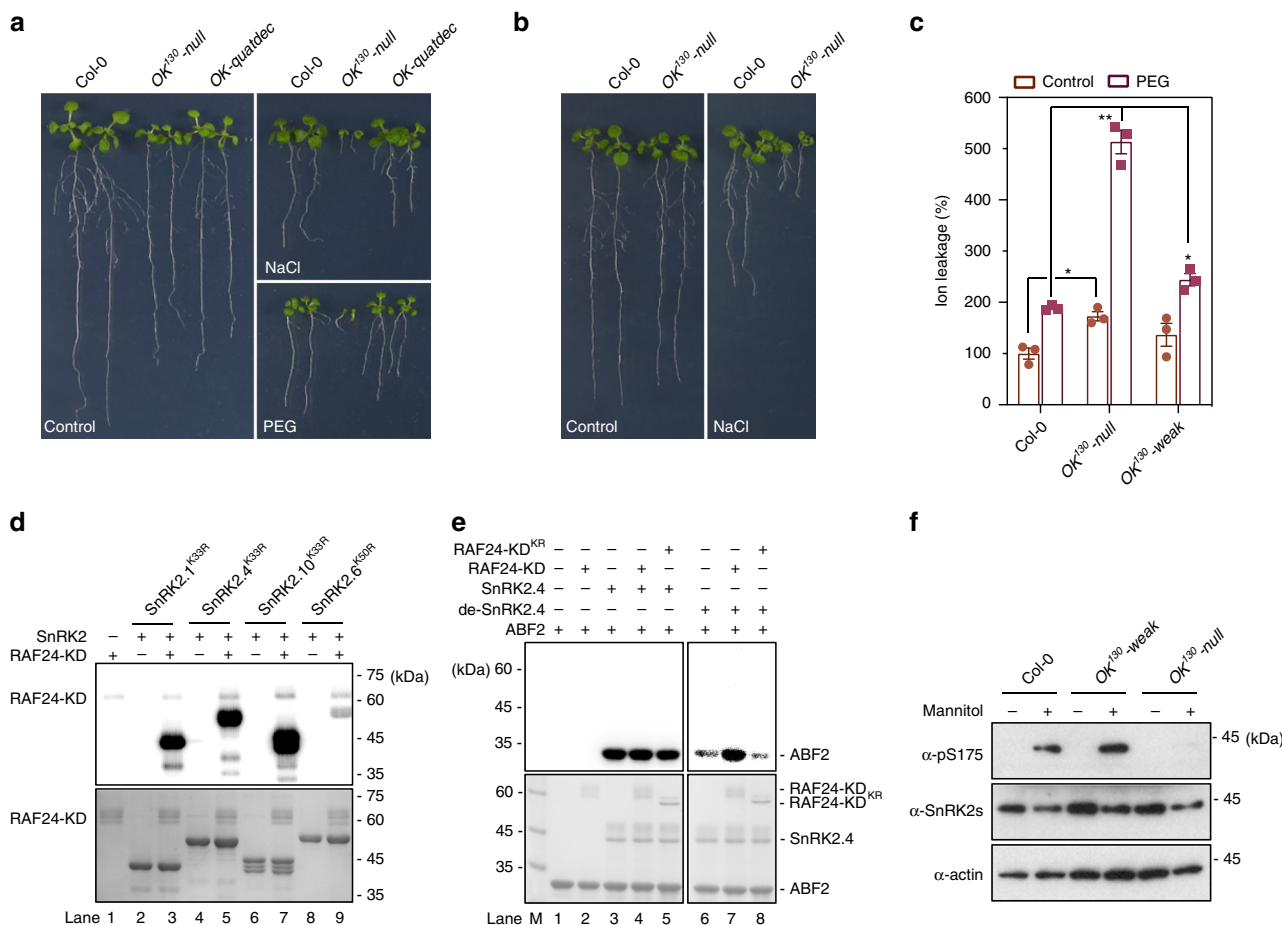 a
Col-0 OK¹³⁰-null OK-quatdec
Col-0 OK¹³⁰-null OK-quatdec
Control
NaCl
PEG
b
Col-0 OK¹³⁰-null
Col-0 OK¹³⁰-null
Control
NaCl
c
Control PEG
Ion leakage (%)
600
500
400
300
200
100
0
**
*
*
Col-0 OK¹³⁰-null OK¹³⁰-weak
d
SnRK2.1ᴷ³³ᴿ SnRK2.4ᴷ³³ᴿ SnRK2.10ᴷ³³ᴿ SnRK2.6ᴷ⁵⁰ᴿ
SnRK2 – + + + + + + + +
RAF24-KD + – + – + – + – +
75 (kDa)
RAF24-KD 60
45
35
75
RAF24-KD 60
45
35
Lane 1 2 3 4 5 6 7 8 9
e
RAF24-KDᴷᴿ – – – – + – – +
RAF24-KD – + – + – – + –
SnRK2.4 – – + + + – – –
de-SnRK2.4 – – – – – + + +
ABF2 + + + + + + + +
(kDa) 60
45
35
ABF2
60
45
35
RAF24-KD
RAF24-KDᴷᴿ
SnRK2.4
ABF2
Lane M 1 2 3 4 5 6 7 8
f
Col-0 OK¹³⁰-weak OK¹³⁰-null
Mannitol – + – + – +
α-pS175 45 (kDa)
α-SnRK2s 45
α-actin 45